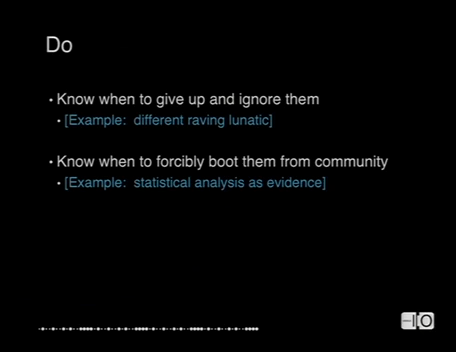 Do
• Know when to give up and ignore them
• [Example: different raving lunatic]
• Know when to forcibly boot them from community
• [Example: statistical analysis as evidence]
IO